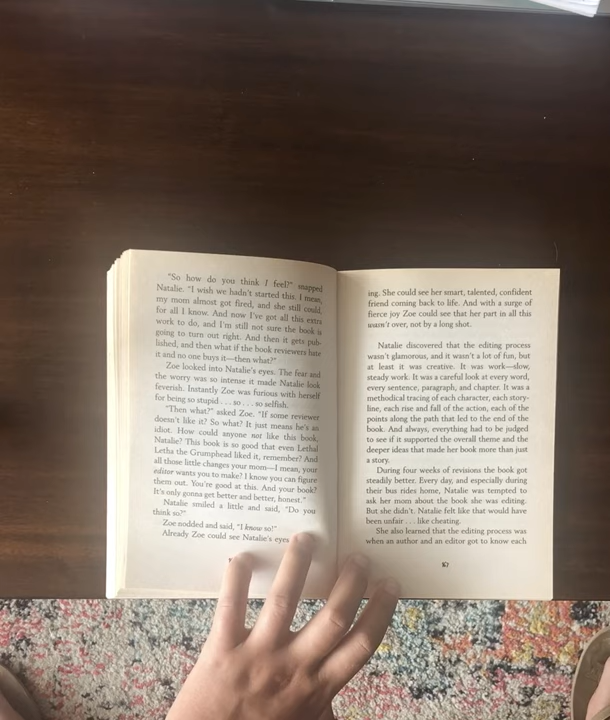 "So how do you think I feel?" snapped
Natalie. "I wish we hadn't started this. I mean,
my mom almost got fired, and she still could,
for all I know. And now I've got all this extra
work to do, and I'm still not sure the book is
going to turn out right. And then it gets pub-
lished, and then what if the book reviewers hate
it and no one buys it—then what?"
Zoe looked into Natalie's eyes. The fear and
the worry was so intense it made Natalie look
feverish. Instantly Zoe was furious with herself
for being so stupid . . . so . . . so selfish.
"Then what?" asked Zoe. "If some reviewer
doesn't like it? So what? It just means he's an
idiot. How could anyone not like this book,
Natalie? This book is so good that even Lethal
Letha the Grumphead liked it, remember? And
all those little changes your mom—I mean, your
editor wants you to make? I know you can figure
them out. You're good at this. And your book?
It's only gonna get better and better, honest."
Natalie smiled a little and said, "Do you
think so?"
Zoe nodded and said, "I know so!"
Already Zoe could see Natalie's eyes
ing. She could see her smart, talented, confident
friend coming back to life. And with a surge of
fierce joy Zoe could see that her part in all this
wasn't over, not by a long shot.
Natalie discovered that the editing process
wasn't glamorous, and it wasn't a lot of fun, but
at least it was creative. It was work—slow,
steady work. It was a careful look at every word,
every sentence, paragraph, and chapter. It was a
methodical tracing of each character, each story-
line, each rise and fall of the action, each of the
points along the path that led to the end of the
book. And always, everything had to be judged
to see if it supported the overall theme and the
deeper ideas that made her book more than just
a story.
During four weeks of revisions the book got
steadily better. Every day, and especially during
their bus rides home, Natalie was tempted to
ask her mom about the book she was editing.
But she didn't. Natalie felt like that would have
been unfair . . . like cheating.
She also learned that the editing process was
when an author and an editor got to know each